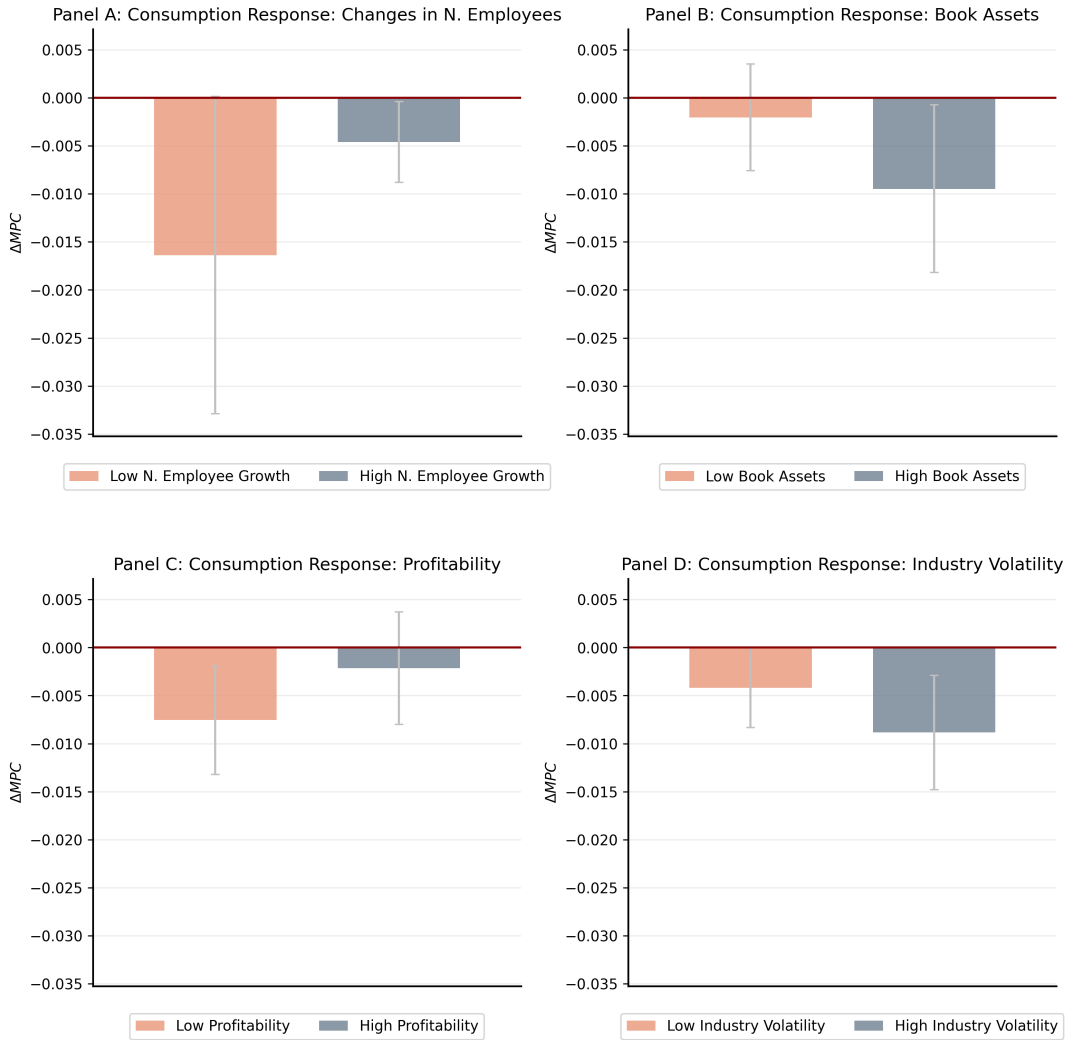 Panel A: Consumption Response: Changes in N. Employees
0.005
0.000
−0.005
−0.010
−0.015
−0.020
−0.025
−0.030
−0.035
ΔMPC
Low N. Employee Growth
High N. Employee Growth
Panel B: Consumption Response: Book Assets
0.005
0.000
−0.005
−0.010
−0.015
−0.020
−0.025
−0.030
−0.035
ΔMPC
Low Book Assets
High Book Assets
Panel C: Consumption Response: Profitability
0.005
0.000
−0.005
−0.010
−0.015
−0.020
−0.025
−0.030
−0.035
ΔMPC
Low Profitability
High Profitability
Panel D: Consumption Response: Industry Volatility
0.005
0.000
−0.005
−0.010
−0.015
−0.020
−0.025
−0.030
−0.035
ΔMPC
Low Industry Volatility
High Industry Volatility